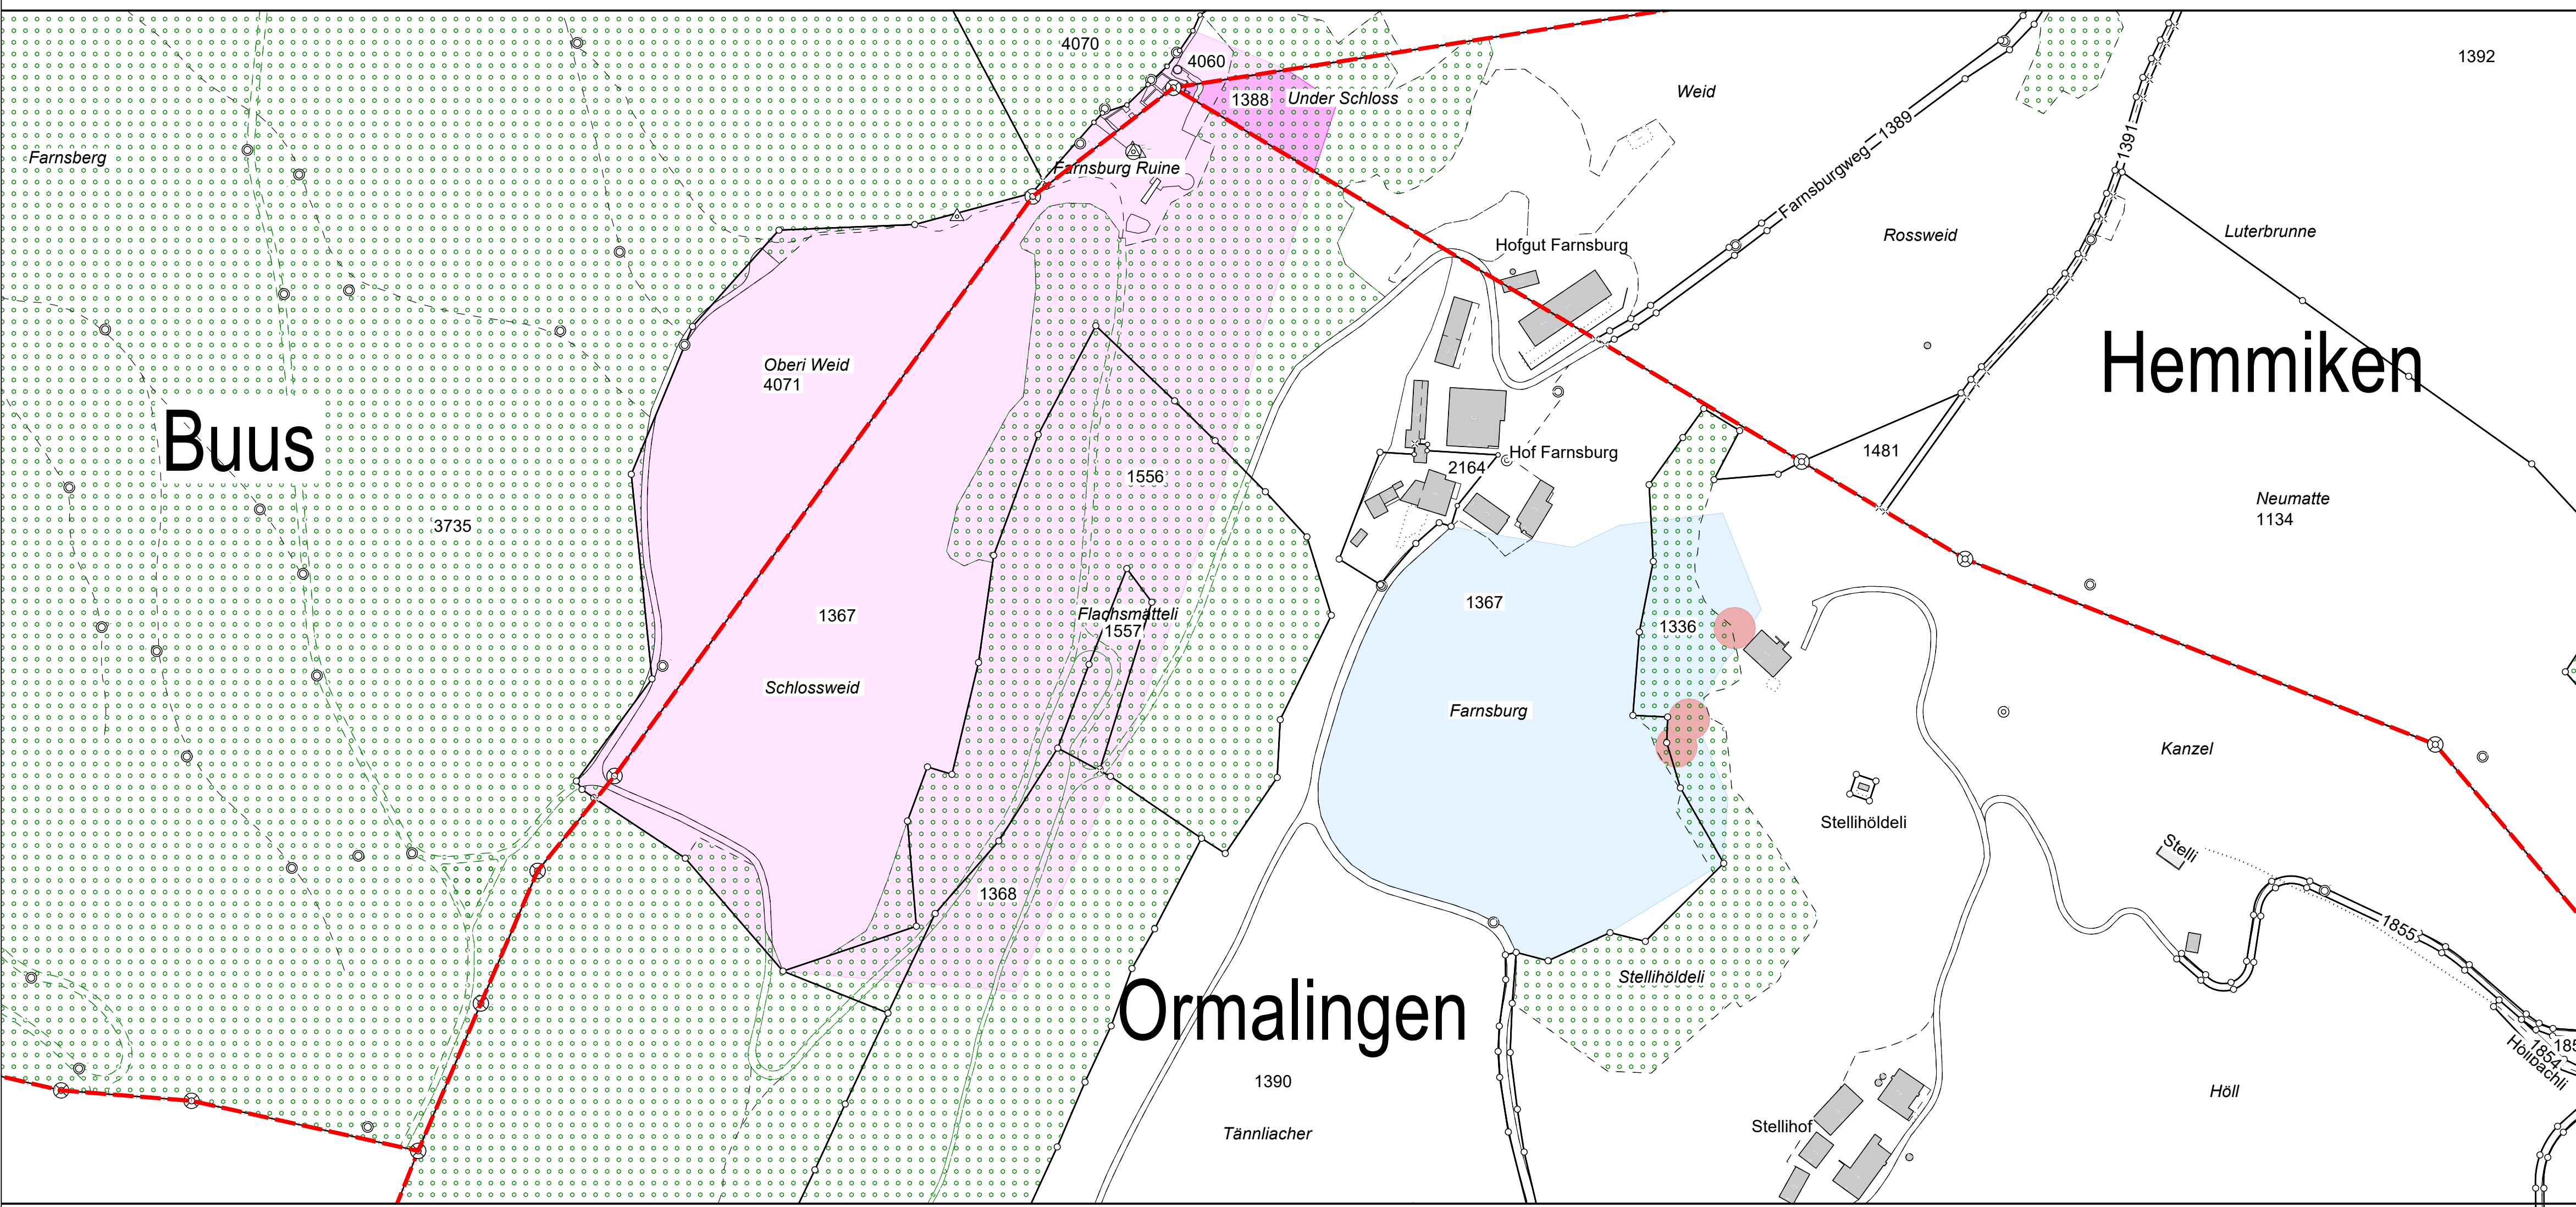 4070
4060
1388
Under Schloss
Weid
1392
Farnsberg
Farnsburg Ruine
Farnsburgweg
1389
1391
Hofgut Farnsburg
Rossweid
Luterbrunne
Oberi Weid
4071
Hemmiken
Buus
3735
1556
2164
Hof Farnsburg
1481
Neumatte
1134
1367
Flachsmätteli
1557
1367
1336
Schlossweid
Farnsburg
Kanzel
Stellihöldeli
Stelli
1368
1855
Stellihöldeli
Ormalingen
1390
Tännliacher
Stellihof
Höll
1854
185
Höllbächli